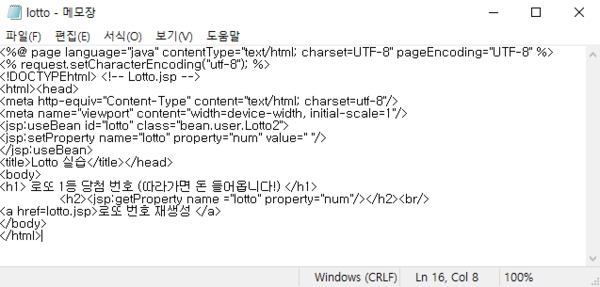 lotto - 메모장
파일(F) 편집(E) 서식(O) 보기(V) 도움말
<%@ page language="java" contentType="text/html; charset=UTF-8" pageEncoding="UTF-8" %>
<% request.setCharacterEncoding("utf-8"); %>
<!DOCTYPEhtml> <!-- Lotto.jsp -->
<html><head>
<meta http-equiv="Content-Type" content="text/html; charset=utf-8"/>
<meta name="viewport" content="width=device-width, initial-scale=1"/>
<jsp:useBean id="lotto" class="bean.user.Lotto2">
<jsp:setProperty name="lotto" property="num" value=" "/>
</jsp:useBean>
<title>Lotto 실습</title></head>
<body>
<h1> 로또 1등 당첨 번호 (따라가면 돈 들어옵니다!) </h1>
<h2><jsp:getProperty name ="lotto" property="num"/></h2><br/>
<a href=lotto.jsp>로또 번호 재생성 </a>
</body>
</html>
Windows (CRLF) Ln 16, Col 8 100%